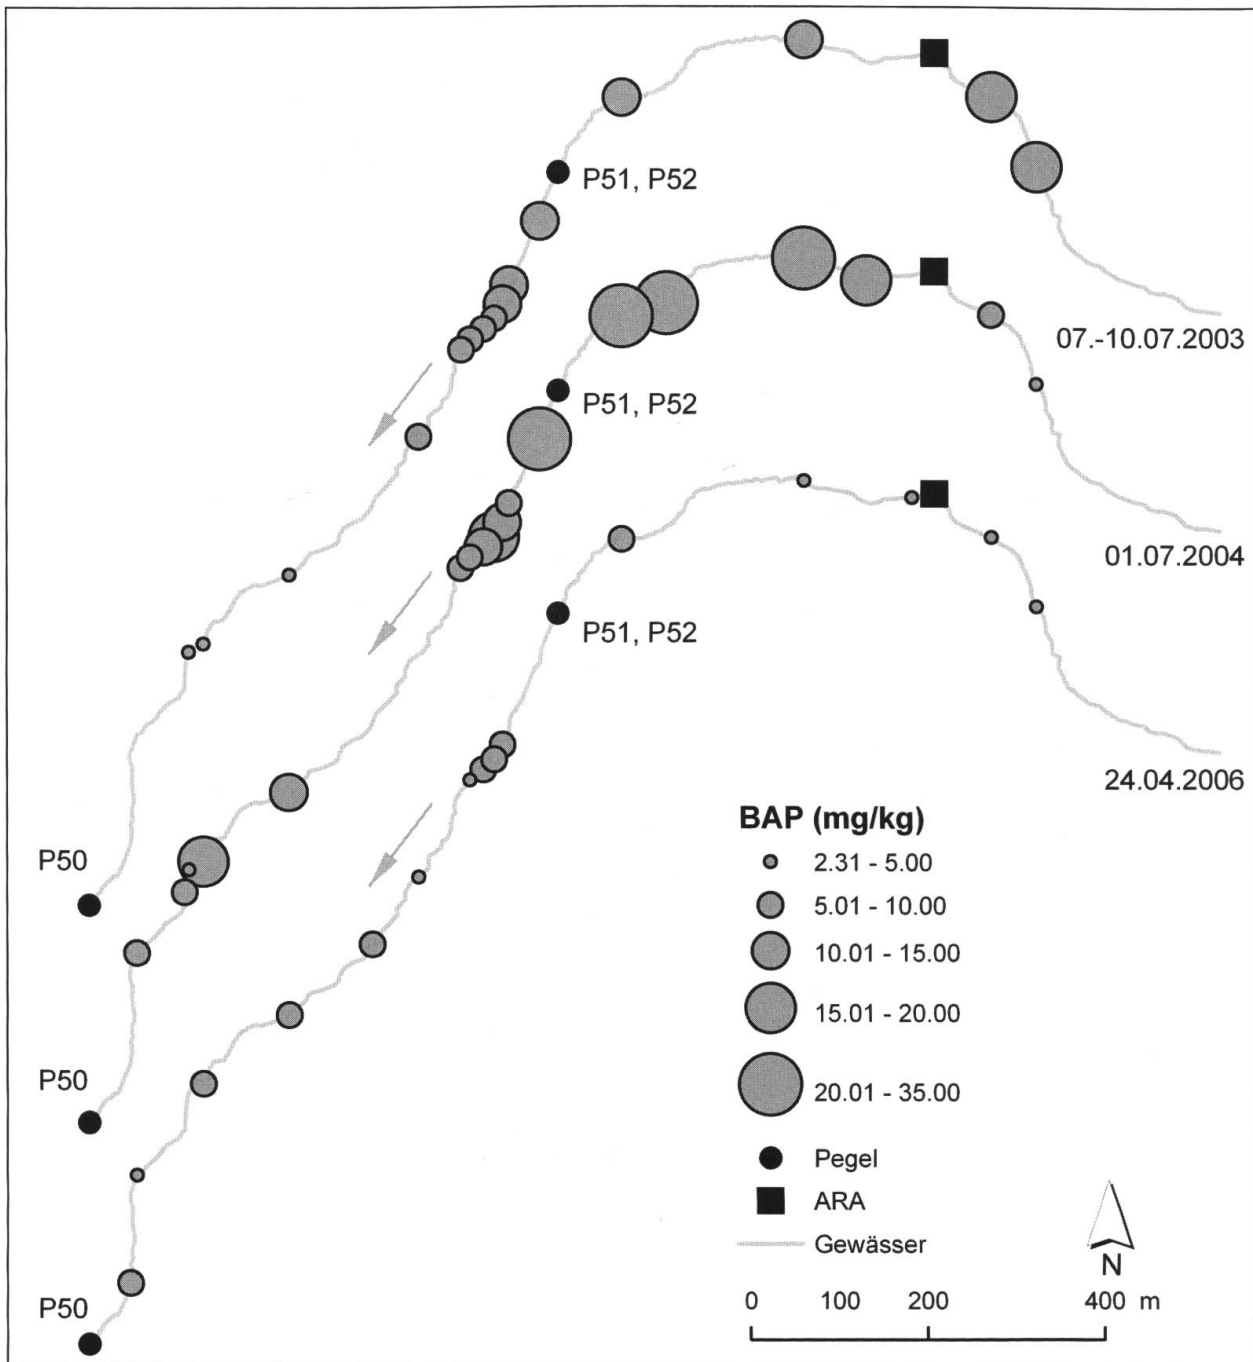 P51, P52
07.-10.07.2003
P51, P52
01.07.2004
P51, P52
24.04.2006
P50
P50
P50
BAP (mg/kg)
2.31 - 5.00
5.01 - 10.00
10.01 - 15.00
15.01 - 20.00
20.01 - 35.00
Pegel
ARA
Gewässer
N
0 100 200 400 m